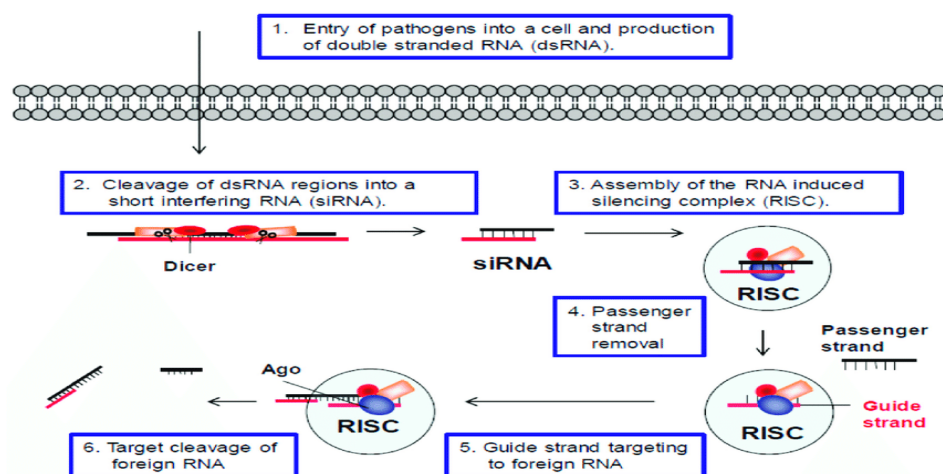 1. Entry of pathogens into a cell and production
of double stranded RNA (dsRNA).
2. Cleavage of dsRNA regions into a
short interfering RNA (siRNA).
3. Assembly of the RNA induced
silencing complex (RISC).
Dicer
siRNA
RISC
4. Passenger
strand
removal
Passenger
strand
Ago
RISC
RISC
Guide
strand
6. Target cleavage of
foreign RNA
5. Guide strand targeting
to foreign RNA